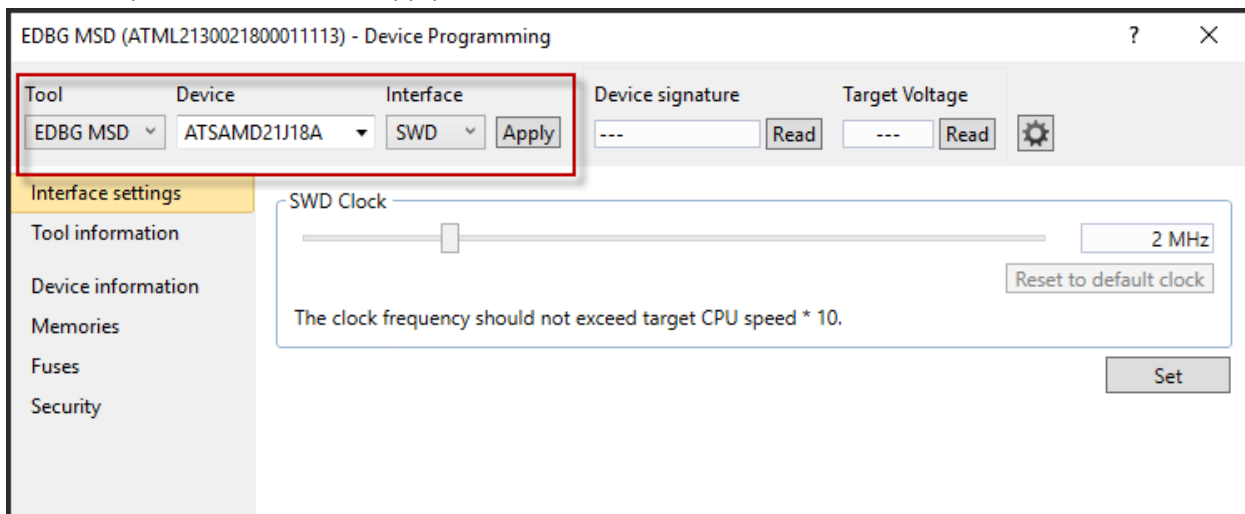 EDBG MSD (ATML2130021800011113) - Device Programming ? ×
Tool Device Interface Device signature Target Voltage
EDBG MSD ATSAMD21J18A SWD Apply --- Read --- Read
Interface settings
Tool information
Device information
Memories
Fuses
Security
SWD Clock
2 MHz
Reset to default clock
The clock frequency should not exceed target CPU speed * 10.
Set